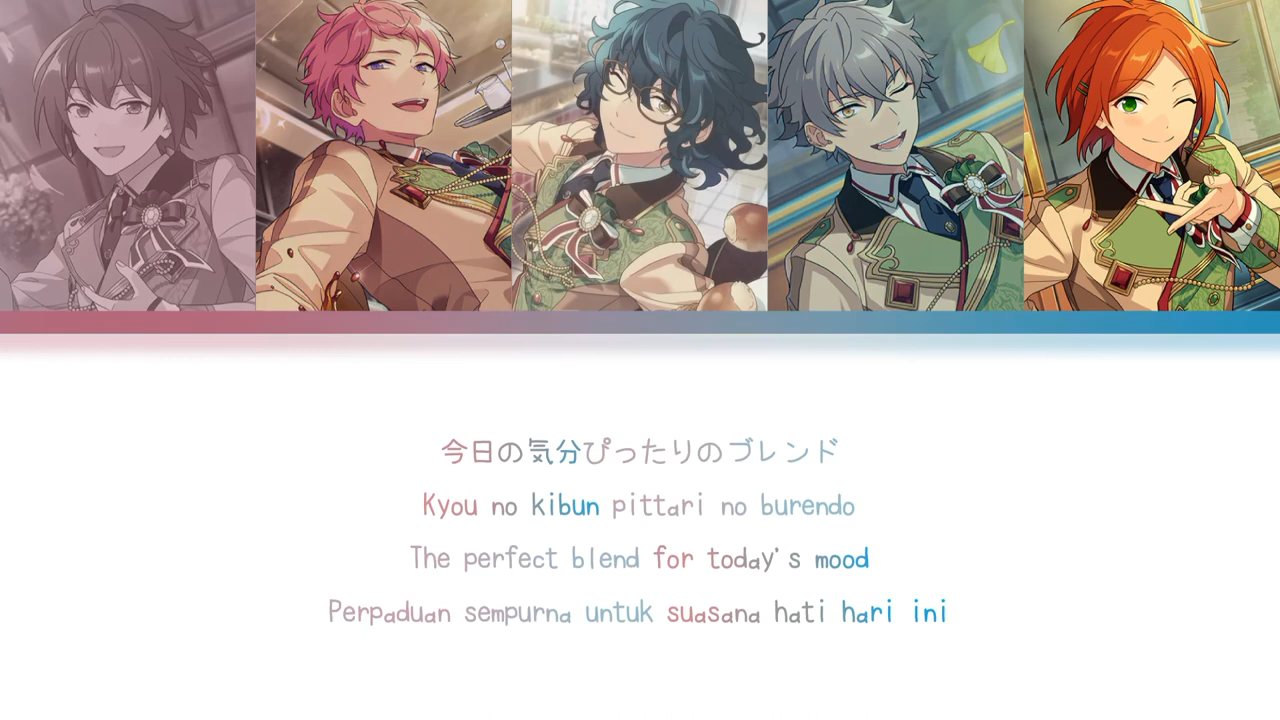 今日の気分ぴったりのブレンド
Kyou no kibun pittari no burendo
The perfect blend for today's mood
Perpaduan sempurna untuk suasana hati hari ini